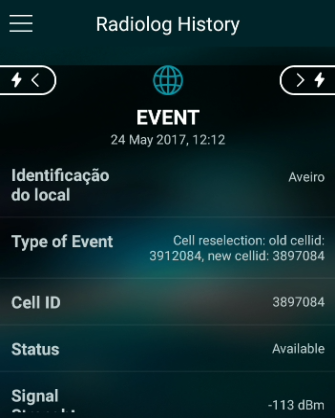 Radiolog History
EVENT
24 May 2017, 12:12
Identificação
do local
Aveiro
Type of Event
Cell reselection: old cellid:
3912084, new cellid: 3897084
Cell ID
3897084
Status
Available
Signal
-113 dBm